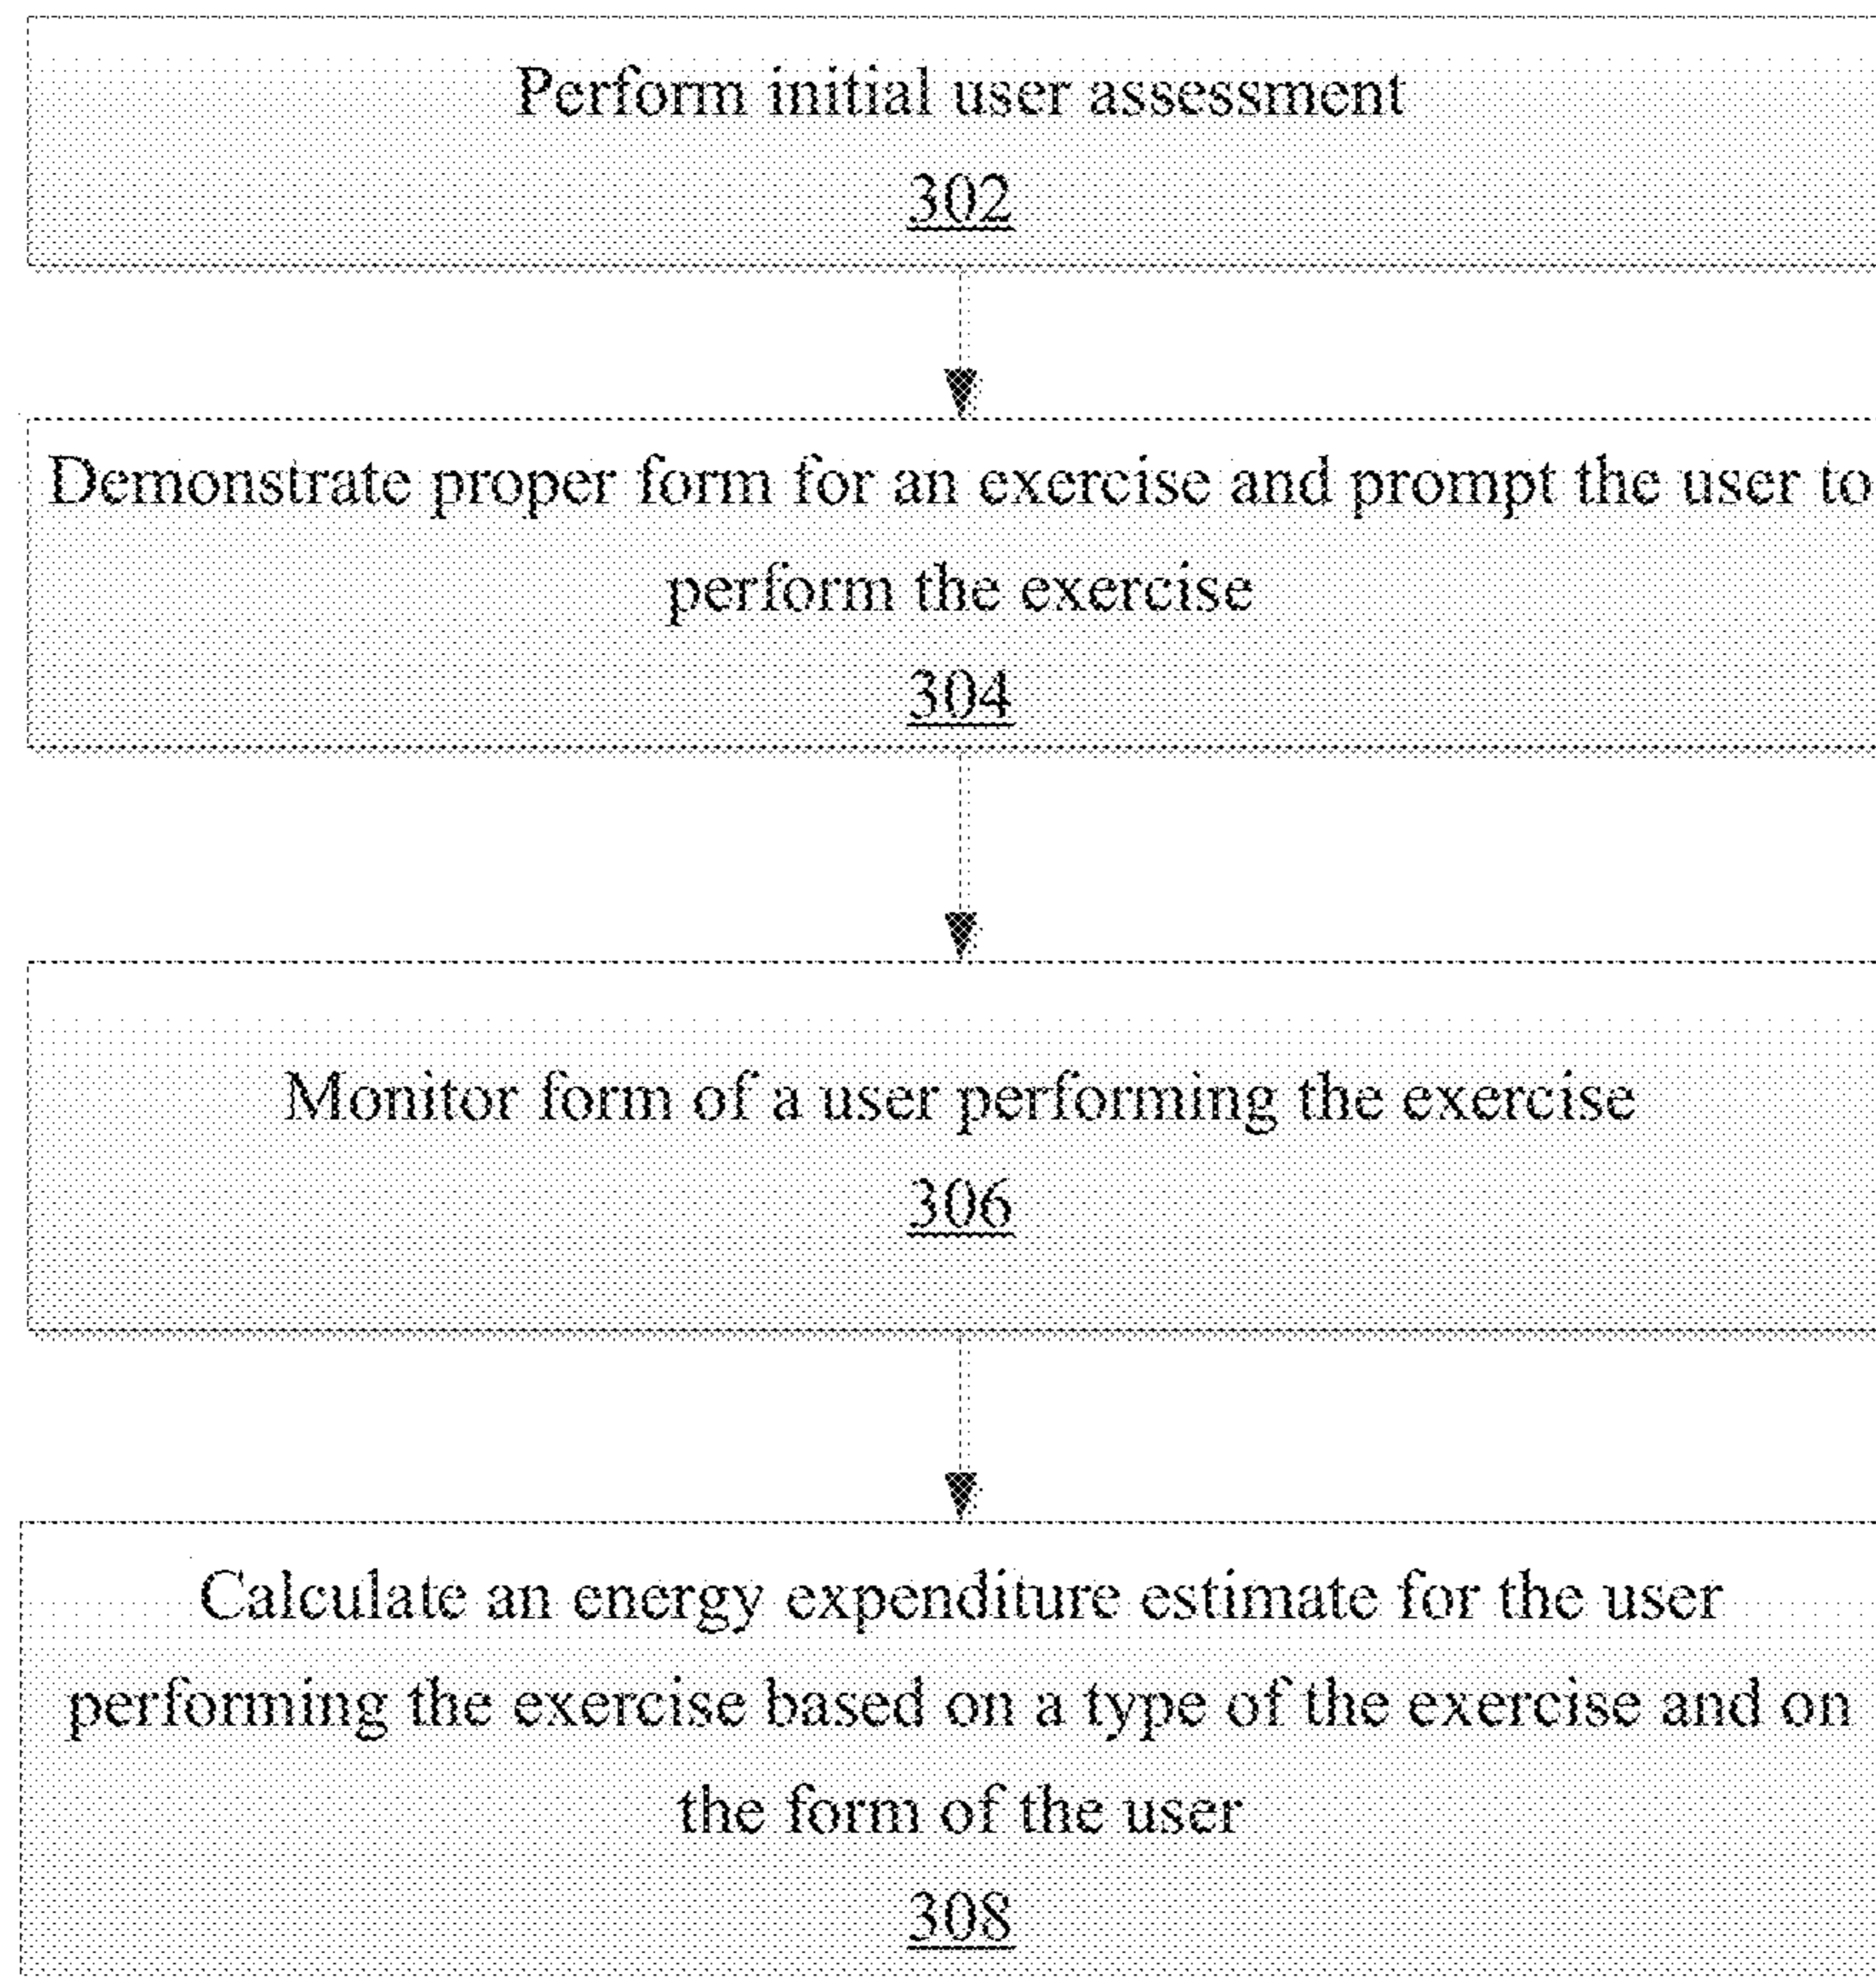 Perform initial user assessment
302
Demonstrate proper form for an exercise and prompt the user to
perform the exercise
304
Monitor form of a user performing the exercise
306
Calculate an energy expenditure estimate for the user
performing the exercise based on a type of the exercise and on
the form of the user
308